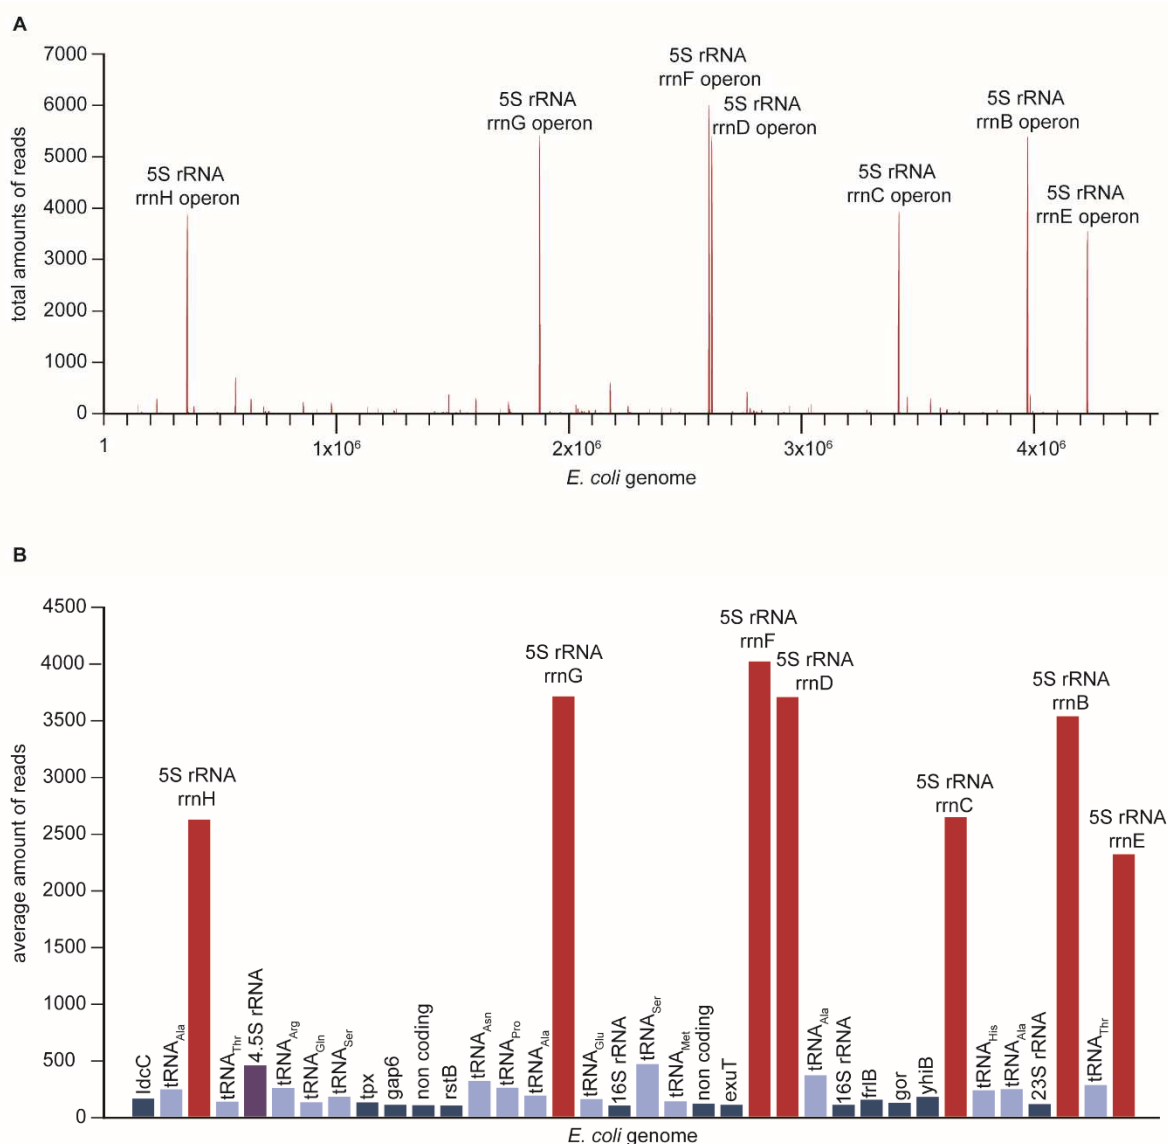 A
7000
6000
5000
4000
3000
2000
1000
0
total amounts of reads
5S rRNA
rrnH operon
5S rRNA
rrnG operon
5S rRNA
rrnF operon
5S rRNA
rrnD operon
5S rRNA
rrnC operon
5S rRNA
rrnB operon
5S rRNA
rrnE operon
1
1x10⁶
2x10⁶
3x10⁶
4x10⁶
E. coli genome
B
4500
4000
3500
3000
2500
2000
1500
1000
500
0
average amount of reads
ldcC
tRNAAla
5S rRNA
rrnH
tRNAThr
4.5S rRNA
tRNAArg
tRNAGln
tRNASer
tpx
gap6
non coding
rstB
tRNAAsn
tRNAPro
tRNAAla
5S rRNA
rrnG
tRNAGlu
16S rRNA
tRNASer
tRNAMet
non coding
exuT
5S rRNA
rrnF
5S rRNA
rrnD
tRNAAla
16S rRNA
frlB
gor
yhiB
5S rRNA
rrnC
tRNAHis
tRNAAla
23S rRNA
5S rRNA
rrnB
tRNAThr
5S rRNA
rrnE
E. coli genome